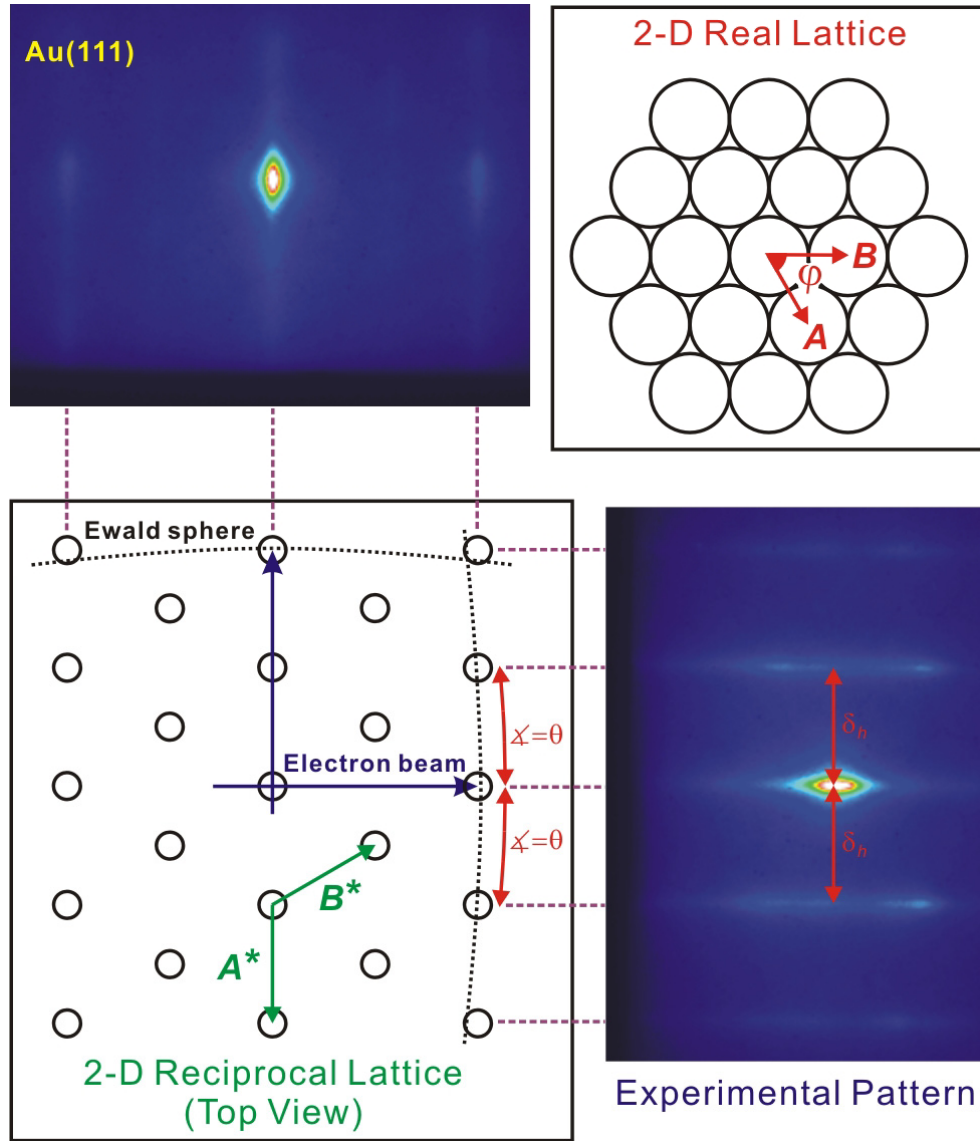 Au(111)
2-D Real Lattice
B
φ
A
Ewald sphere
∡=θ
Electron beam
∡=θ
B*
A*
2-D Reciprocal Lattice
(Top View)
δh
δh
Experimental Pattern